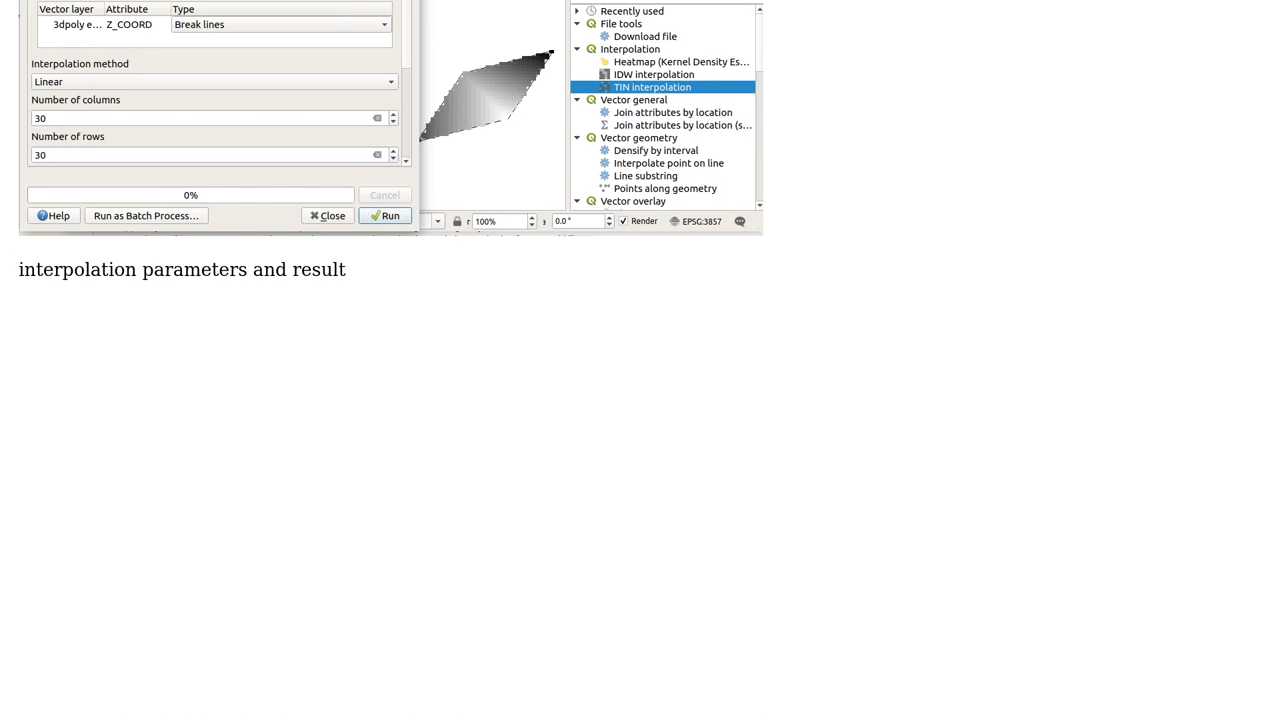 Vector layer Attribute Type
3dpoly e... Z_COORD Break lines
Interpolation method
Linear
Number of columns
30
Number of rows
30
0% Cancel
Help Run as Batch Process... Close Run
Recently used
File tools
Download file
Interpolation
Heatmap (Kernel Density Es...
IDW interpolation
TIN interpolation
Vector general
Join attributes by location
Join attributes by location (s...
Vector geometry
Densify by interval
Interpolate point on line
Line substring
Points along geometry
Vector overlay
r 100% 0.0 ° Render EPSG:3857
interpolation parameters and result